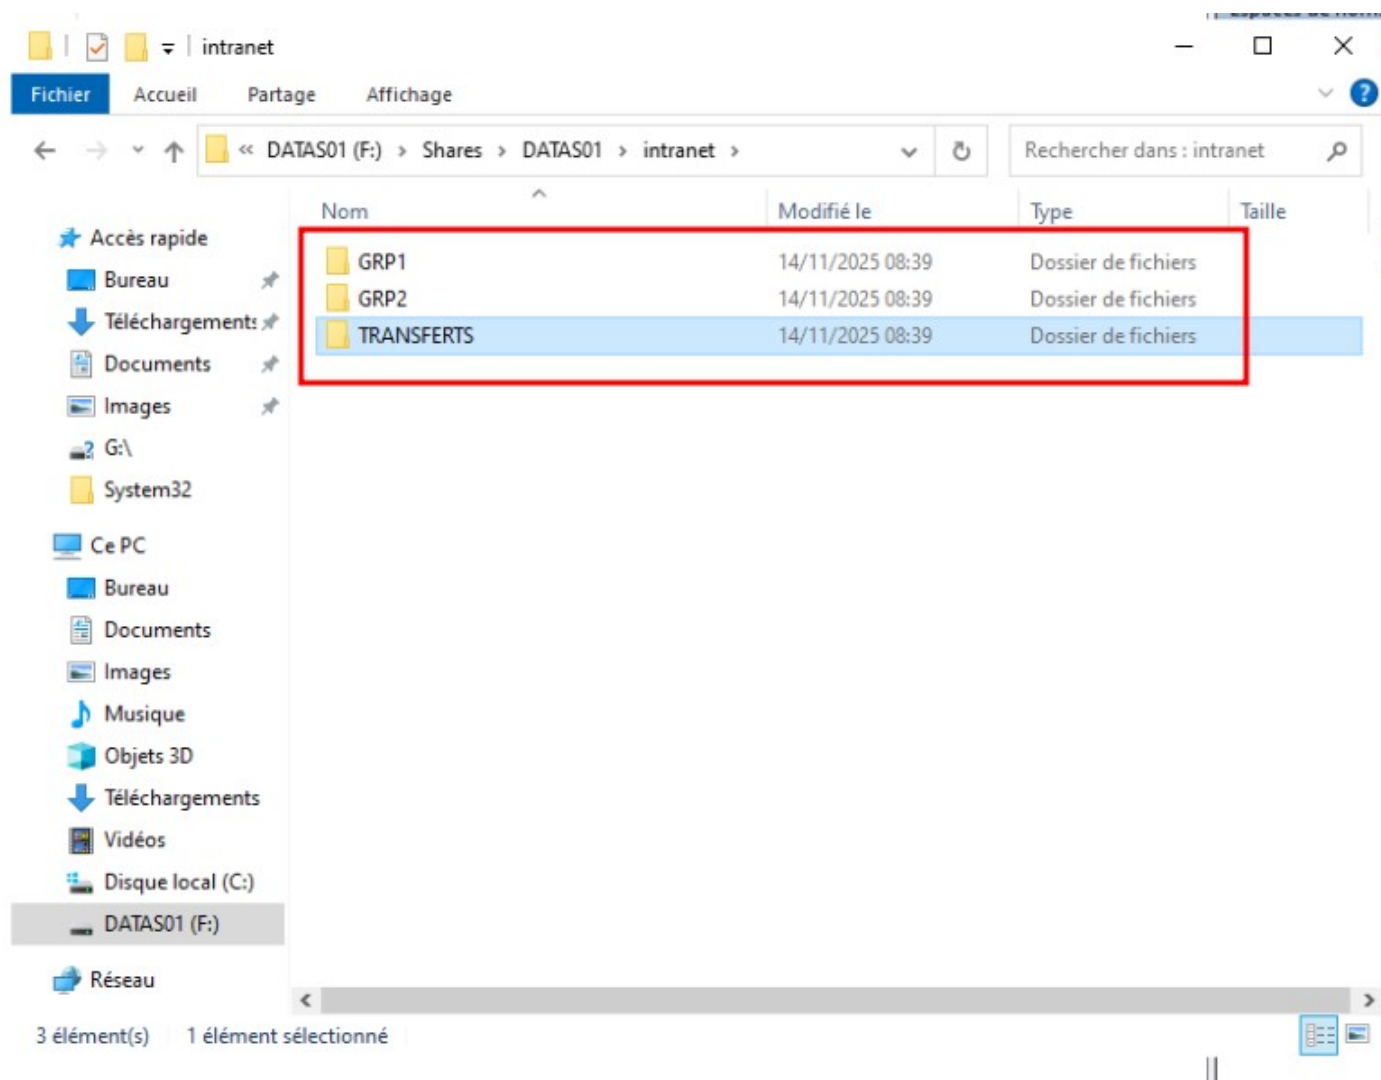 intranet
Fichier Accueil Partage Affichage
« DATAS01 (F:) > Shares > DATAS01 > intranet >
Rechercher dans : intranet
Nom Modifié le Type Taille
Accès rapide
Bureau
Téléchargements
Documents
Images
G:\
System32
Ce PC
Bureau
Documents
Images
Musique
Objets 3D
Téléchargements
Vidéos
Disque local (C:)
DATAS01 (F:)
Réseau
GRP1 14/11/2025 08:39 Dossier de fichiers
GRP2 14/11/2025 08:39 Dossier de fichiers
TRANSFERTS 14/11/2025 08:39 Dossier de fichiers
3 élément(s) 1 élément sélectionné